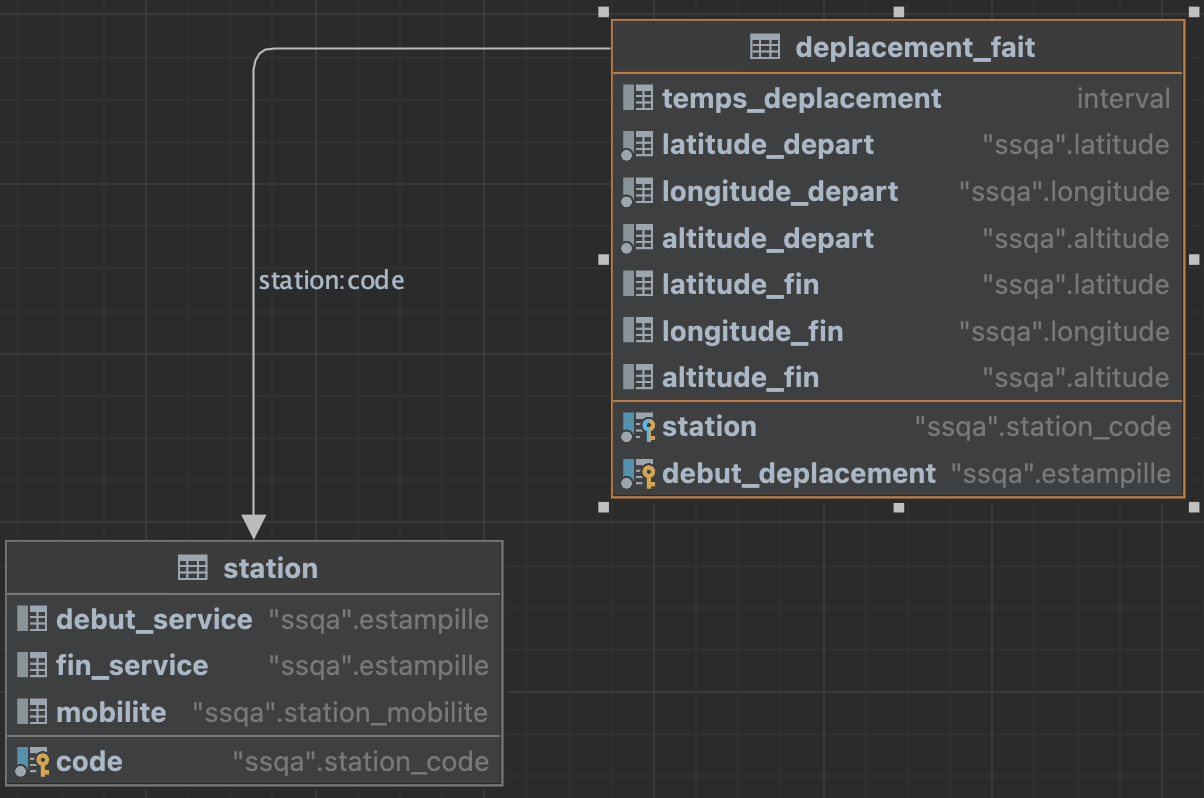 deplacement_fait
temps_deplacement interval
latitude_depart "ssqa".latitude
longitude_depart "ssqa".longitude
altitude_depart "ssqa".altitude
latitude_fin "ssqa".latitude
longitude_fin "ssqa".longitude
altitude_fin "ssqa".altitude
station "ssqa".station_code
debut_deplacement "ssqa".estampille
station:code
station
debut_service "ssqa".estampille
fin_service "ssqa".estampille
mobilite "ssqa".station_mobilite
code "ssqa".station_code